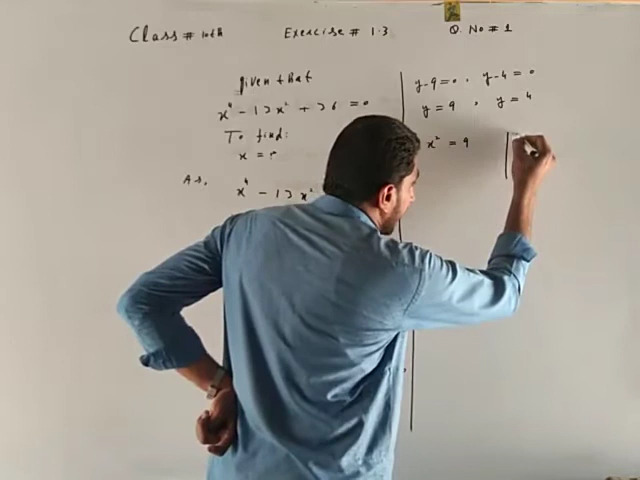 Class # 10th Exercise # 1.3 Q. No # 1
given that
x⁴ - 13x² + 36 = 0
To find:
x = ?
As, x⁴ - 13x²
y-9=0 , y-4=0
y = 9 , y = 4
x² = 9